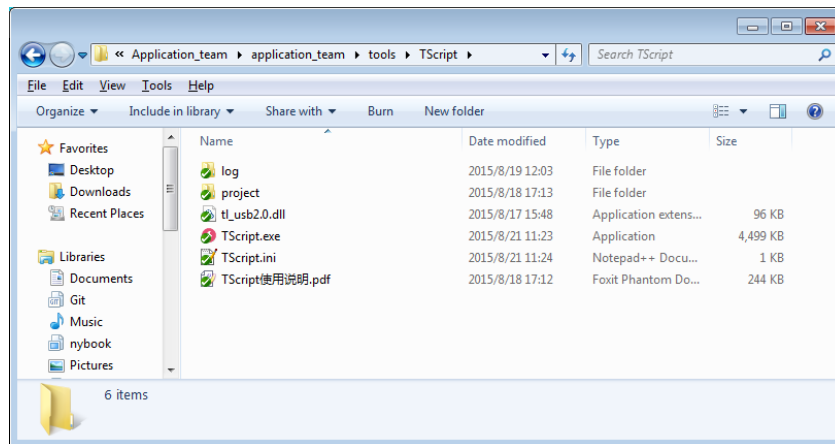 « Application_team ▸ application_team ▸ tools ▸ TScript ▸ Search TScript
File Edit View Tools Help
Organize Include in library Share with Burn New folder
Name Date modified Type Size
Favorites
Desktop
Downloads
Recent Places
Libraries
Documents
Git
Music
nybook
Pictures
log 2015/8/19 12:03 File folder
project 2015/8/18 17:13 File folder
tl_usb2.0.dll 2015/8/17 15:48 Application extens... 96 KB
TScript.exe 2015/8/21 11:23 Application 4,499 KB
TScript.ini 2015/8/21 11:24 Notepad++ Docu... 1 KB
TScript使用说明.pdf 2015/8/18 17:12 Foxit Phantom Do... 244 KB
6 items